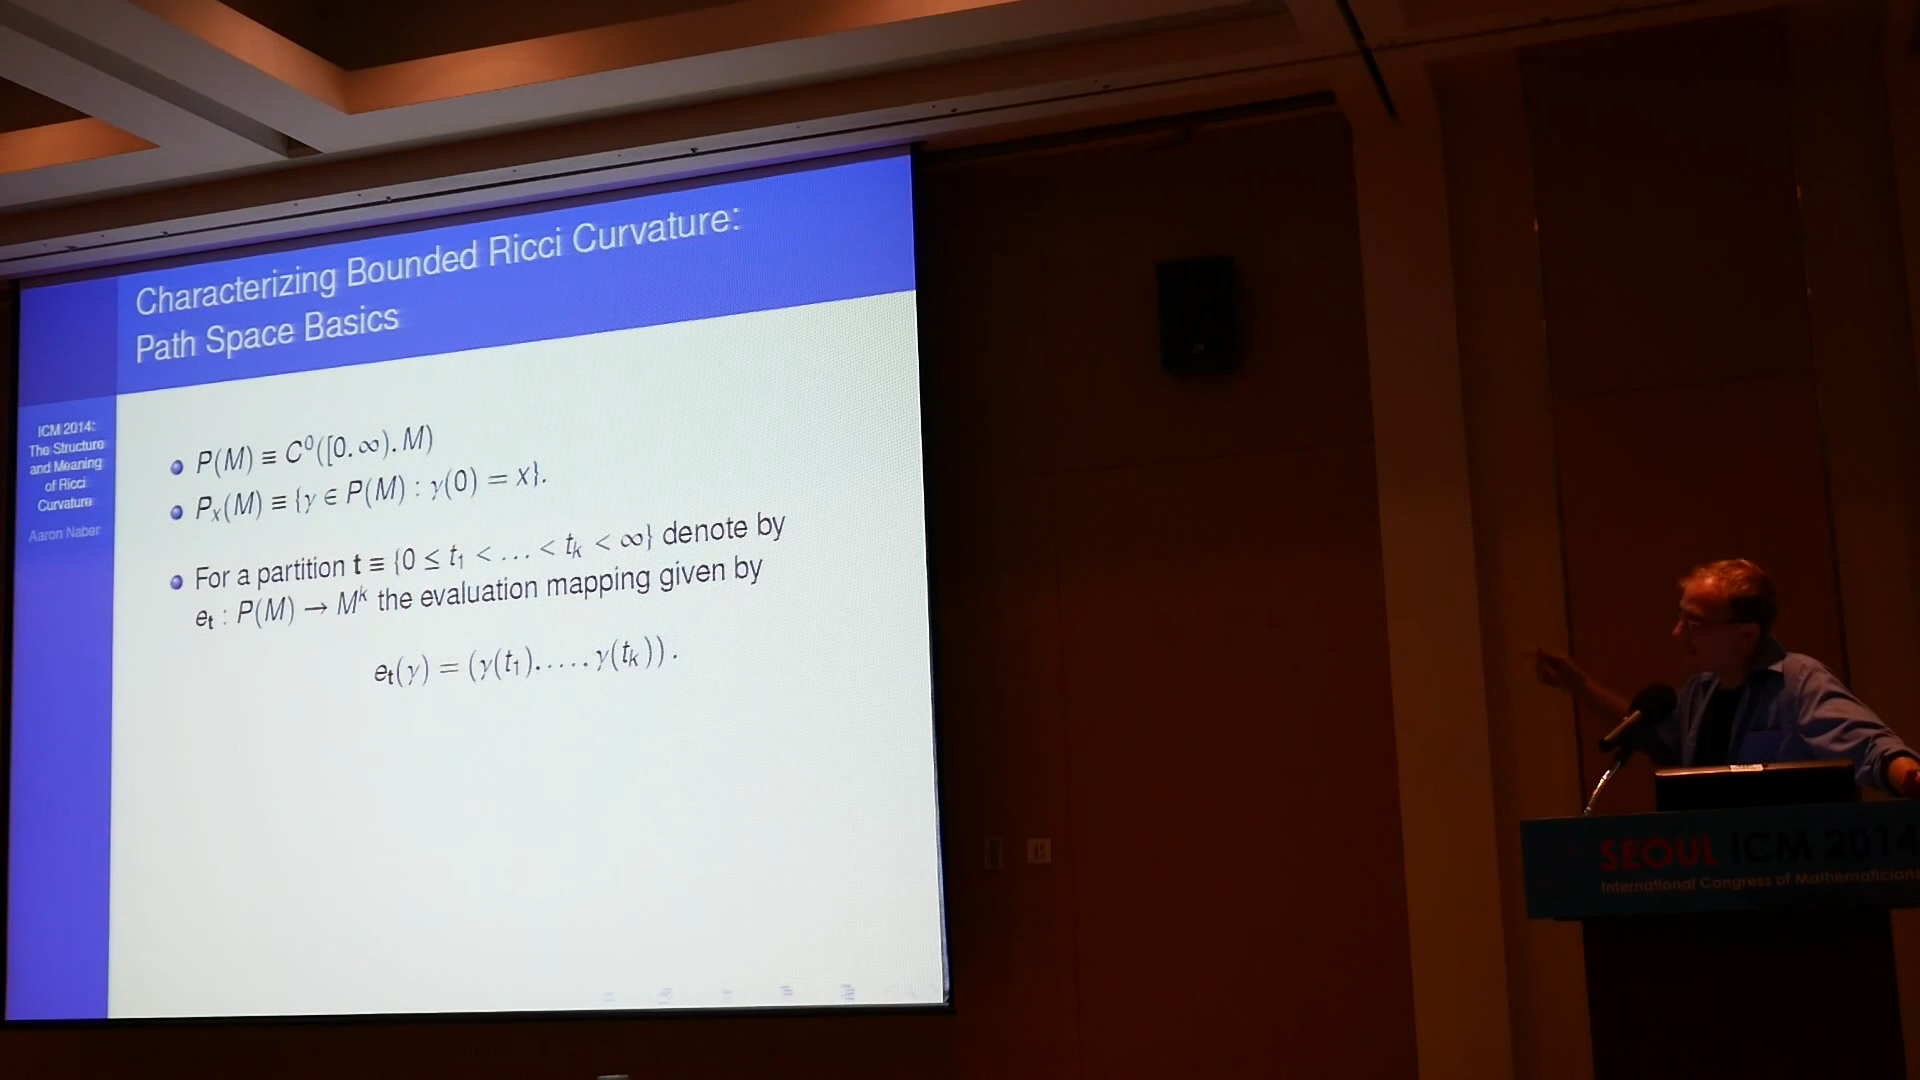 Characterizing Bounded Ricci Curvature:
Path Space Basics
ICM 2014:
The Structure
and Meaning
of Ricci
Curvature
Aaron Naber
P(M) ≡ C⁰([0, ∞), M)
Pₓ(M) ≡ {γ ∈ P(M) : γ(0) = x}.
For a partition t ≡ {0 ≤ t₁ < … < tₖ < ∞} denote by
eₜ : P(M) → Mᵏ the evaluation mapping given by
eₜ(γ) = (γ(t₁), …, γ(tₖ)) .
SEOUL ICM 2014
International Congress of Mathematicians